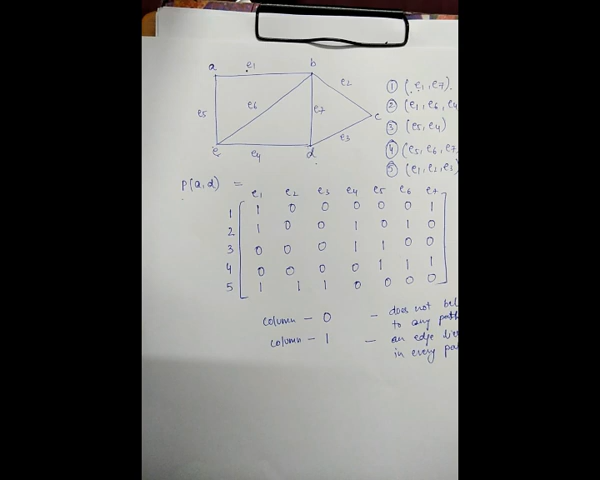 a e1 b
e2
e5 e6 e7 c
e3
e e4 d
① (e1, e7).
② (e1, e6, e4
③ (e5, e4)
④ (e5, e6, e7
⑤ (e1, e2, e3)
P(a,d) =
e1 e2 e3 e4 e5 e6 e7
1 1 0 0 0 0 0 1
2 1 0 0 1 0 1 0
3 0 0 0 1 1 0 0
4 0 0 0 0 1 1 1
5 1 1 1 0 0 0 0
column - 0 - does not bel
to any path
column - 1 - an edge lies
in every pa